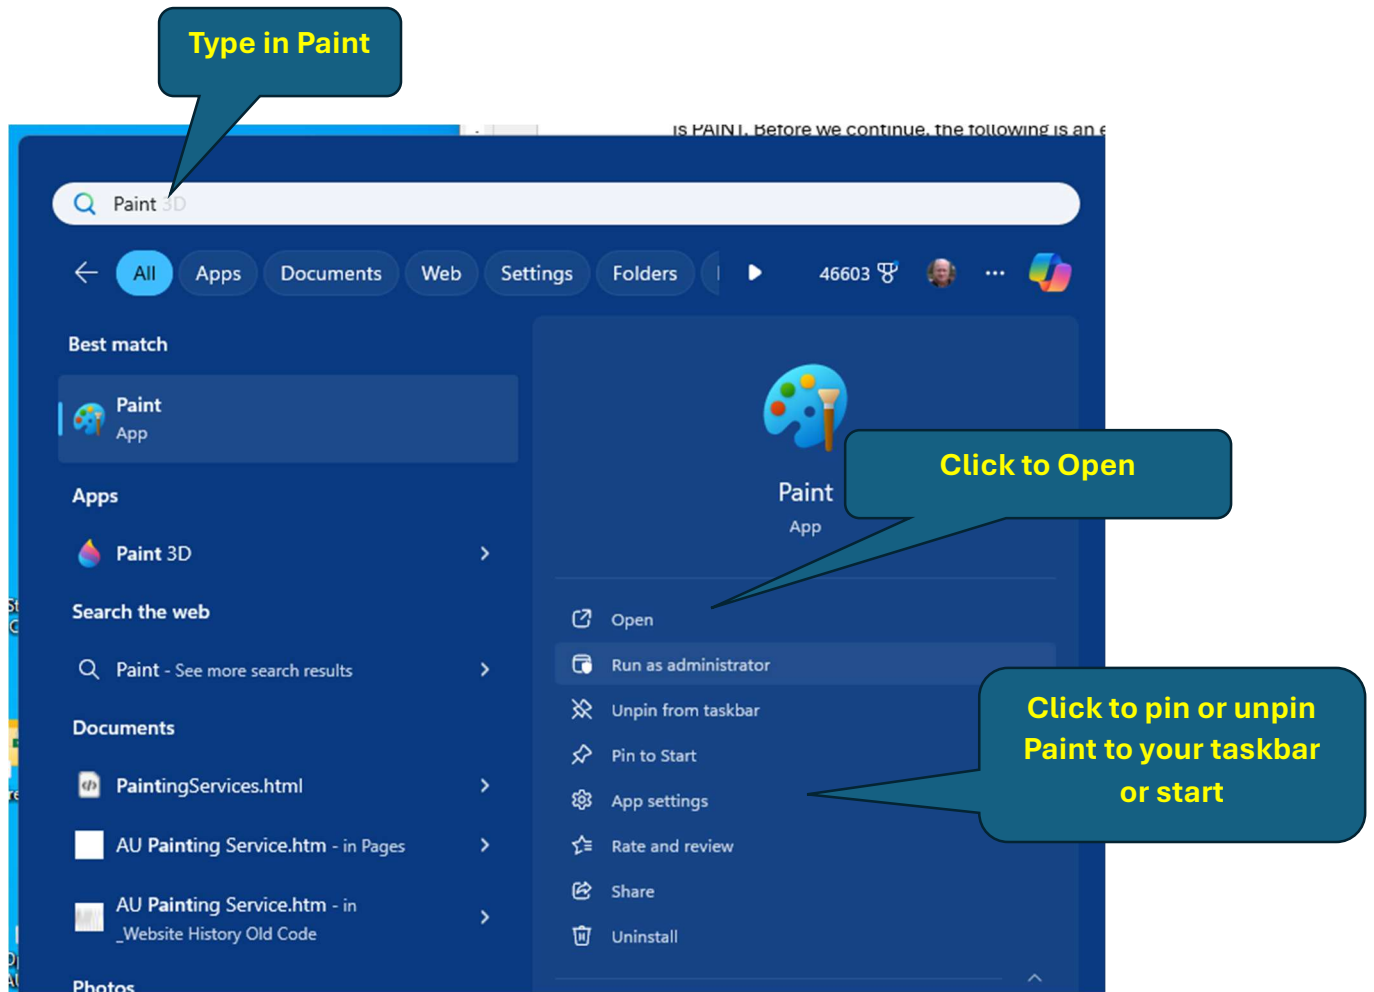 Type in Paint
is PAINT. Before we continue, the following is an e
Paint 3D
All Apps Documents Web Settings Folders 46603
Best match
Paint
App
Paint
App
Click to Open
Apps
Paint 3D
Search the web
Paint - See more search results
Documents
PaintingServices.html
AU Painting Service.htm - in Pages
AU Painting Service.htm - in
_Website History Old Code
Photos
Open
Run as administrator
Unpin from taskbar
Pin to Start
App settings
Rate and review
Share
Uninstall
Click to pin or unpin
Paint to your taskbar
or start